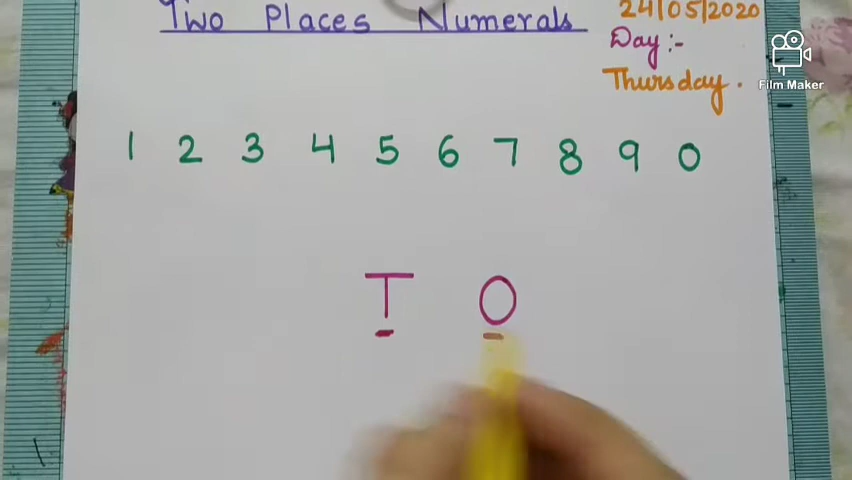 Two Places Numerals
24/05/2020
Day :-
Thursday.
Film Maker
1 2 3 4 5 6 7 8 9 0
T O